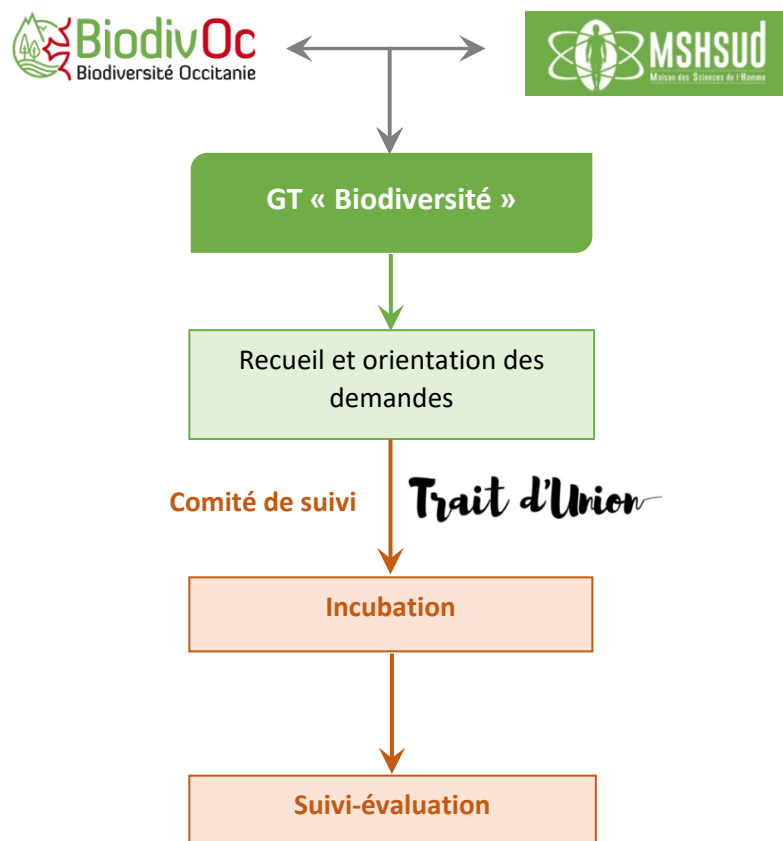 BiodivOc
Biodiversité Occitanie
MSHSUD
Maison des Sciences de l'Homme
GT « Biodiversité »
Recueil et orientation des
demandes
Comité de suivi
Trait d'Union
Incubation
Suivi-évaluation